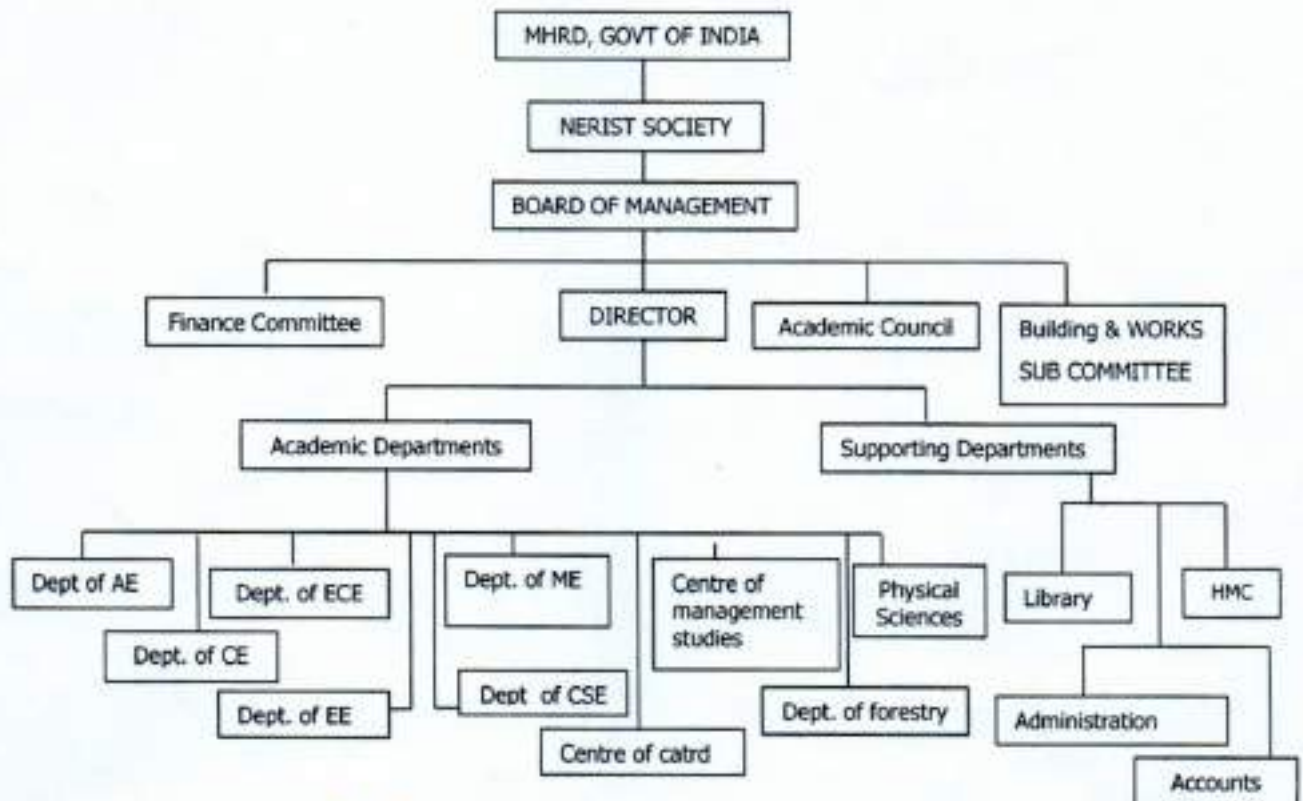 MHRD, GOVT OF INDIA
NERIST SOCIETY
BOARD OF MANAGEMENT
Finance Committee
DIRECTOR
Academic Council
Building & WORKS
SUB COMMITTEE
Academic Departments
Supporting Departments
Dept of AE
Dept. of ECE
Dept. of ME
Centre of
management
studies
Physical
Sciences
Library
HMC
Dept. of CE
Dept. of EE
Dept of CSE
Dept. of forestry
Administration
Centre of catrd
Accounts